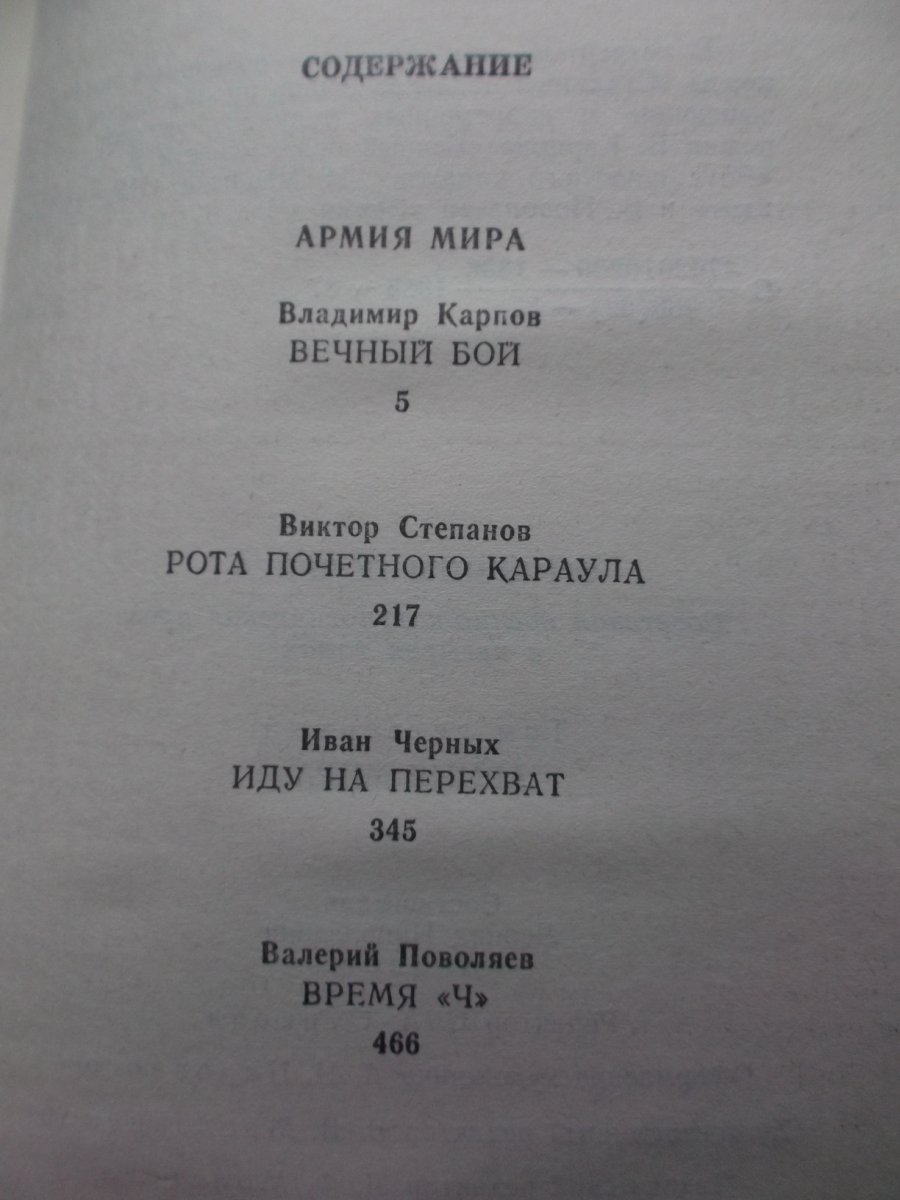 СОДЕРЖАНИЕ
АРМИЯ МИРА
Владимир Карпов
ВЕЧНЫЙ БОЙ
5
Виктор Степанов
РОТА ПОЧЕТНОГО КАРАУЛА
217
Иван Черных
ИДУ НА ПЕРЕХВАТ
345
Валерий Поволяев
ВРЕМЯ «Ч»
466